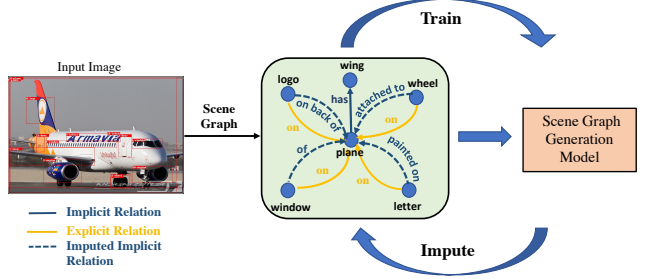 Train
Input Image
wing
logo
wheel
has
on back of
attached to
Scene
Graph
on
on
ARMAVIA
plane
of
painted on
on
on
window
letter
Scene Graph
Generation
Model
Implicit Relation
Explicit Relation
Imputed Implicit
Relation
Impute